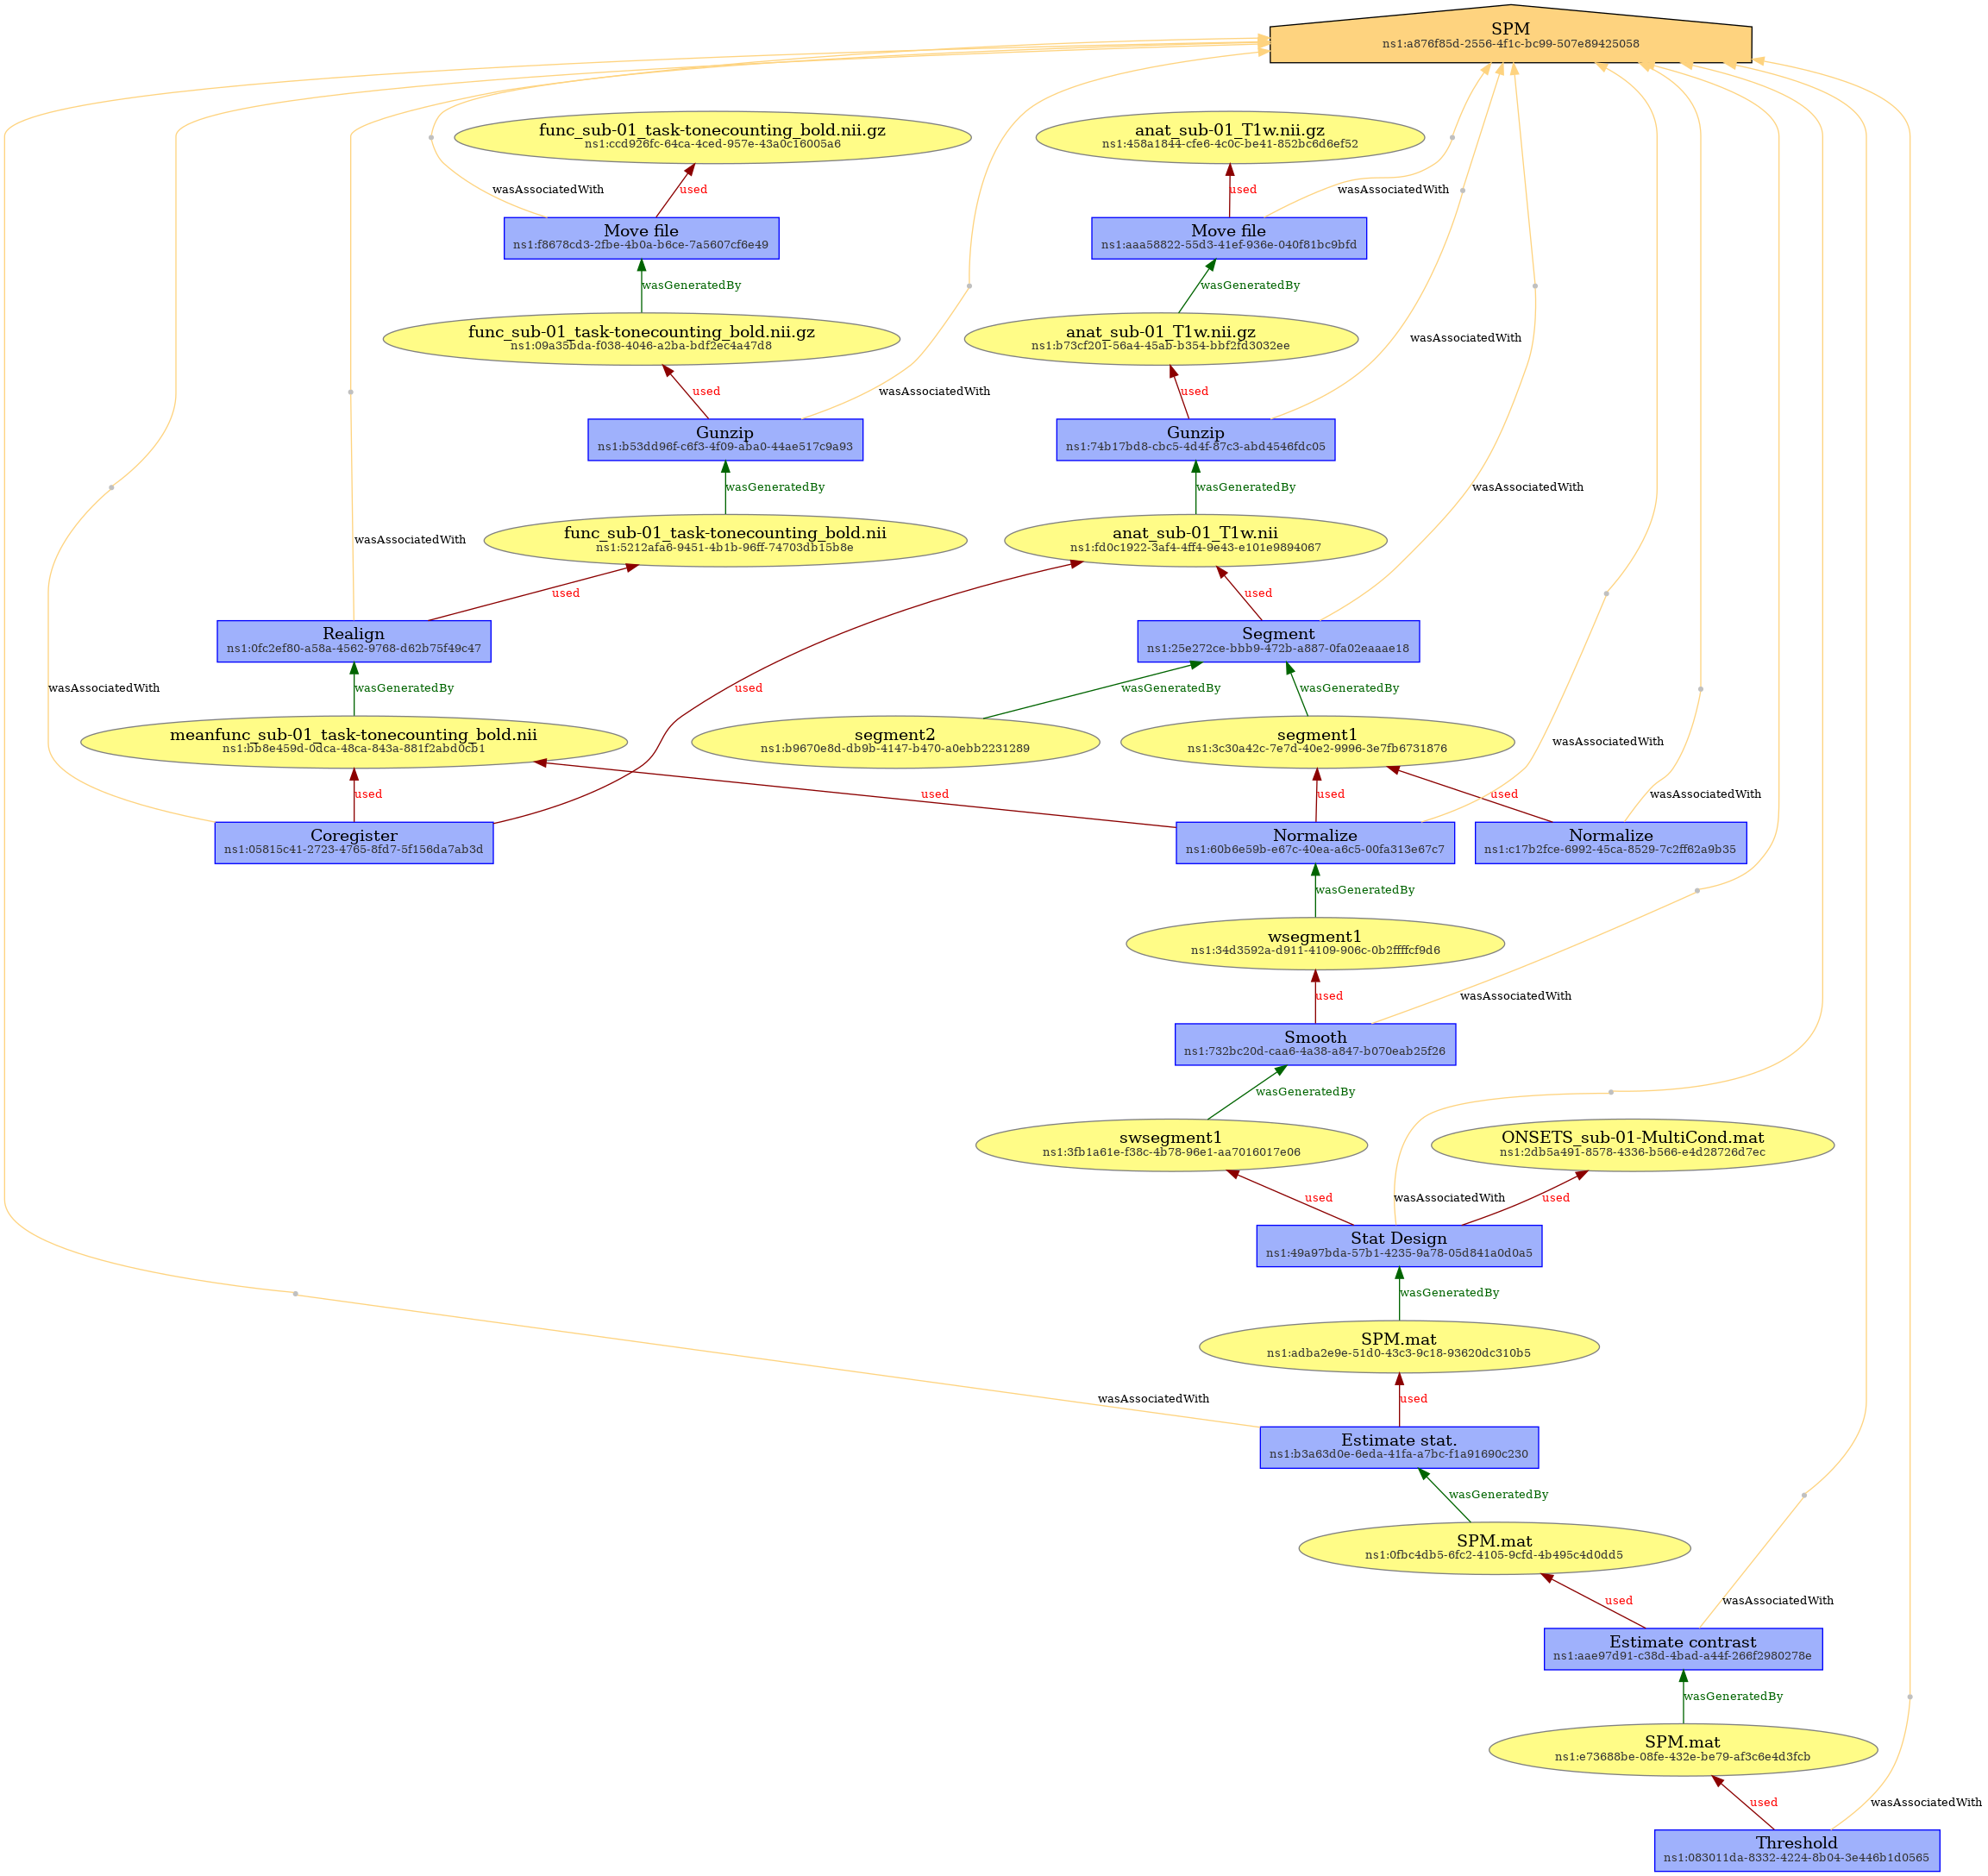 SPM
ns1:a876f85d-2556-4f1c-bc99-507e89425058
func_sub-01_task-tonecounting_bold.nii.gz
ns1:ccd926fc-64ca-4ced-957e-43a0c16005a6
anat_sub-01_T1w.nii.gz
ns1:458a1844-cfe6-4c0c-be41-852bc6d6ef52
wasAssociatedWith
used
used
wasAssociatedWith
Move file
ns1:f8678cd3-2fbe-4b0a-b6ce-7a5607cf6e49
Move file
ns1:aaa58822-55d3-41ef-936e-040f81bc9bfd
wasGeneratedBy
wasGeneratedBy
func_sub-01_task-tonecounting_bold.nii.gz
ns1:09a35bda-f038-4046-a2ba-bdf2ec4a47d8
anat_sub-01_T1w.nii.gz
ns1:b73cf201-56a4-45ab-b354-bbf2fd3032ee
wasAssociatedWith
used
wasAssociatedWith
used
Gunzip
ns1:b53dd96f-c6f3-4f09-aba0-44ae517c9a93
Gunzip
ns1:74b17bd8-cbc5-4d4f-87c3-abd4546fdc05
wasGeneratedBy
wasGeneratedBy
wasAssociatedWith
func_sub-01_task-tonecounting_bold.nii
ns1:5212afa6-9451-4b1b-96ff-74703db15b8e
anat_sub-01_T1w.nii
ns1:fd0c1922-3af4-4ff4-9e43-e101e9894067
wasAssociatedWith
used
used
Realign
ns1:0fc2ef80-a58a-4562-9768-d62b75f49c47
Segment
ns1:25e272ce-bbb9-472b-a887-0fa02eaaae18
wasAssociatedWith
wasGeneratedBy
used
wasGeneratedBy
wasGeneratedBy
meanfunc_sub-01_task-tonecounting_bold.nii
ns1:bb8e459d-0dca-48ca-843a-881f2abd0cb1
segment2
ns1:b9670e8d-db9b-4147-b470-a0ebb2231289
segment1
ns1:3c30a42c-7e7d-40e2-9996-3e7fb6731876
wasAssociatedWith
used
used
used
used
wasAssociatedWith
Coregister
ns1:05815c41-2723-4765-8fd7-5f156da7ab3d
Normalize
ns1:60b6e59b-e67c-40ea-a6c5-00fa313e67c7
Normalize
ns1:c17b2fce-6992-45ca-8529-7c2ff62a9b35
wasGeneratedBy
wsegment1
ns1:34d3592a-d911-4109-906c-0b2ffffcf9d6
used
wasAssociatedWith
Smooth
ns1:732bc20d-caa6-4a38-a847-b070eab25f26
wasGeneratedBy
swsegment1
ns1:3fb1a61e-f38c-4b78-96e1-aa7016017e06
ONSETS_sub-01-MultiCond.mat
ns1:2db5a491-8578-4336-b566-e4d28726d7ec
used
wasAssociatedWith
used
Stat Design
ns1:49a97bda-57b1-4235-9a78-05d841a0d0a5
wasGeneratedBy
SPM.mat
ns1:adba2e9e-51d0-43c3-9c18-93620dc310b5
wasAssociatedWith
used
Estimate stat.
ns1:b3a63d0e-6eda-41fa-a7bc-f1a91690c230
wasGeneratedBy
SPM.mat
ns1:0fbc4db5-6fc2-4105-9cfd-4b495c4d0dd5
used
wasAssociatedWith
Estimate contrast
ns1:aae97d91-c38d-4bad-a44f-266f2980278e
wasGeneratedBy
SPM.mat
ns1:e73688be-08fe-432e-be79-af3c6e4d3fcb
used
wasAssociatedWith
Threshold
ns1:083011da-8332-4224-8b04-3e446b1d0565